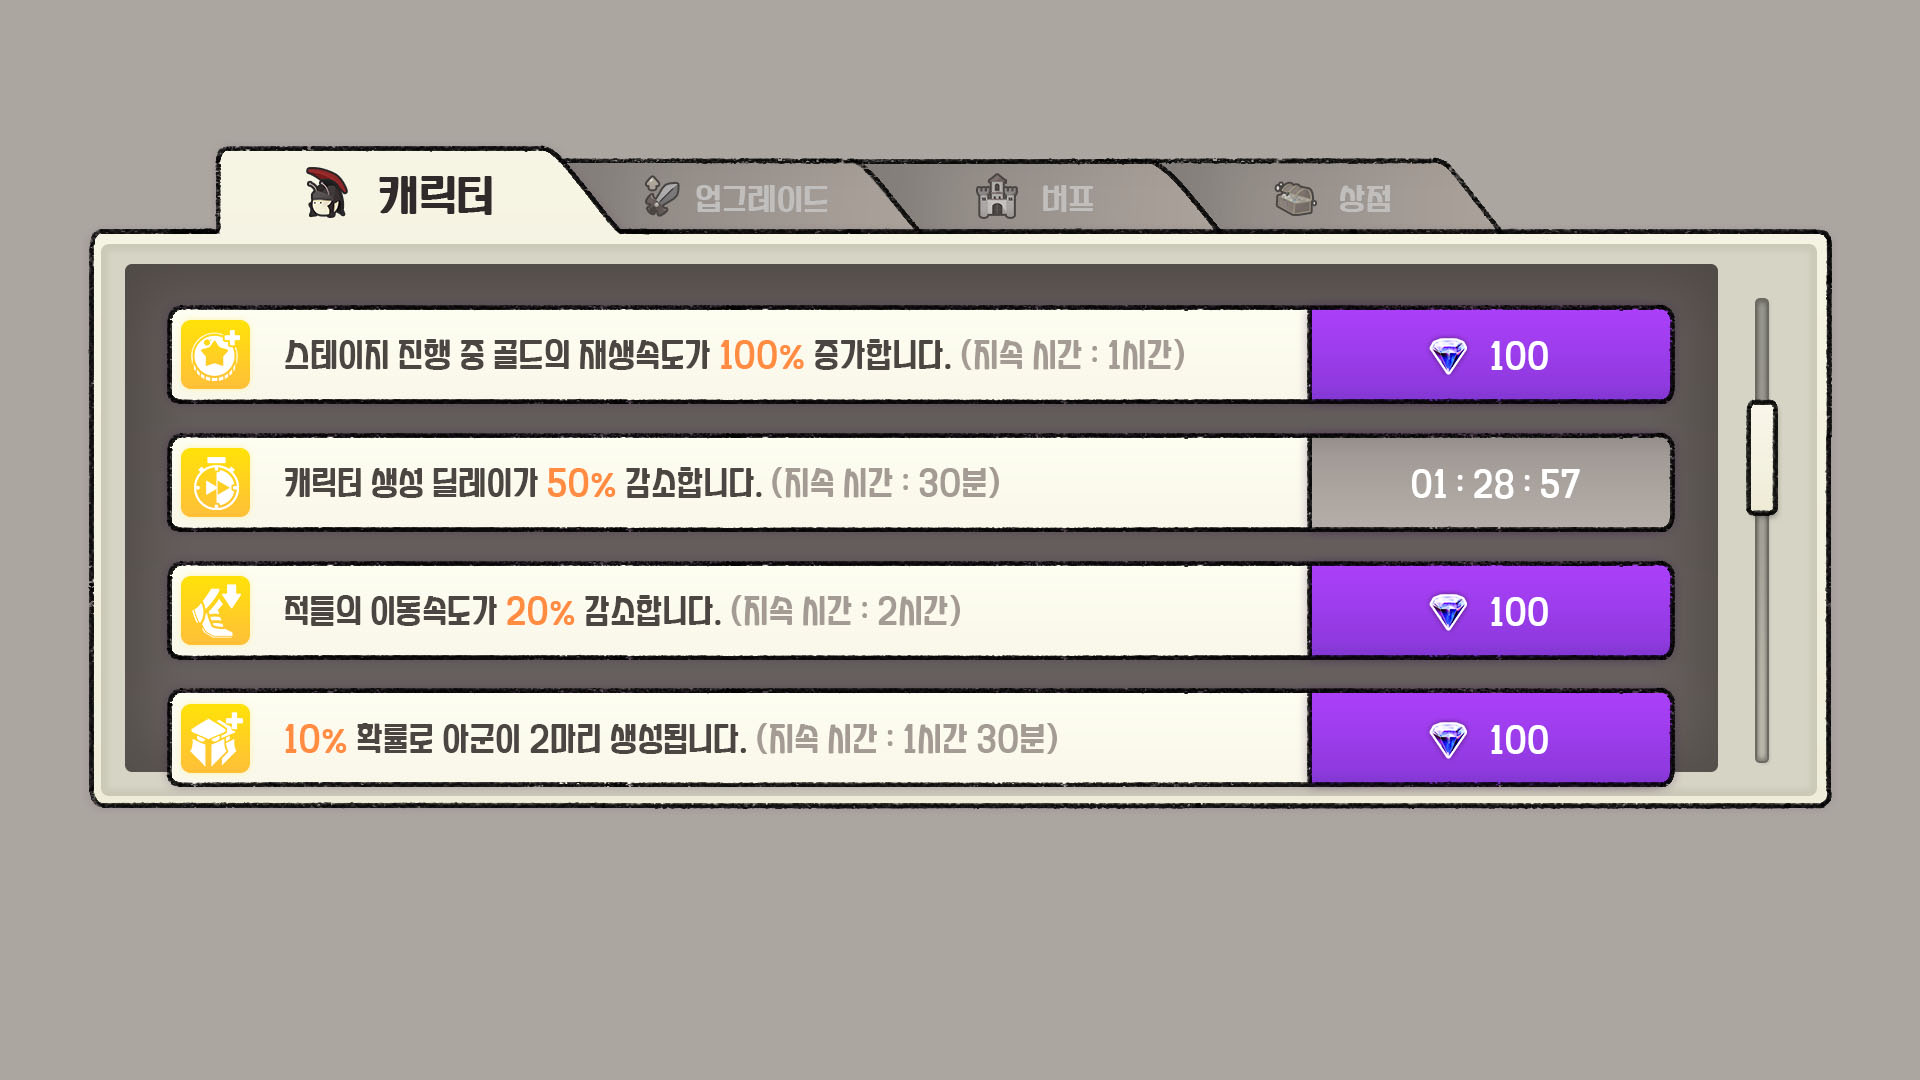 캐릭터 업그레이드 버프 상점
스테이지 진행 중 골드의 재생속도가 100% 증가합니다. (지속 시간 : 1시간) 100
캐릭터 생성 딜레이가 50% 감소합니다. (지속 시간 : 30분) 01 : 28 : 57
적들의 이동속도가 20% 감소합니다. (지속 시간 : 2시간) 100
10% 확률로 아군이 2마리 생성됩니다. (지속 시간 : 1시간 30분) 100